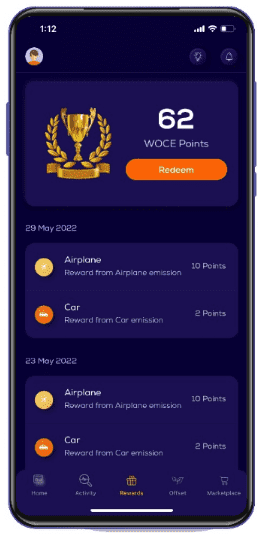 1:12
62
WOCE Points
Redeem
29 May 2022
Airplane
Reward from Airplane emission
10 Points
Car
Reward from Car emission
2 Points
23 May 2022
Airplane
Reward from Airplane emission
10 Points
Car
Reward from Car emission
2 Points
Home
Activity
Rewards
Offset
Marketplace